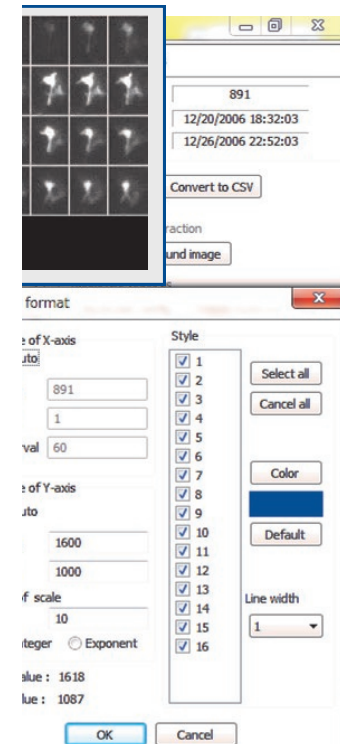 891
12/20/2006 18:32:03
12/26/2006 22:52:03
Convert to CSV
raction
und image
format
e of X-axis
uto
891
1
val 60
e of Y-axis
uto
1600
1000
of scale
10
teger Exponent
alue : 1618
lue : 1087
Style
1
2
3
4
5
6
7
8
9
10
11
12
13
14
15
16
Select all
Cancel all
Color
Default
Line width
1
OK Cancel